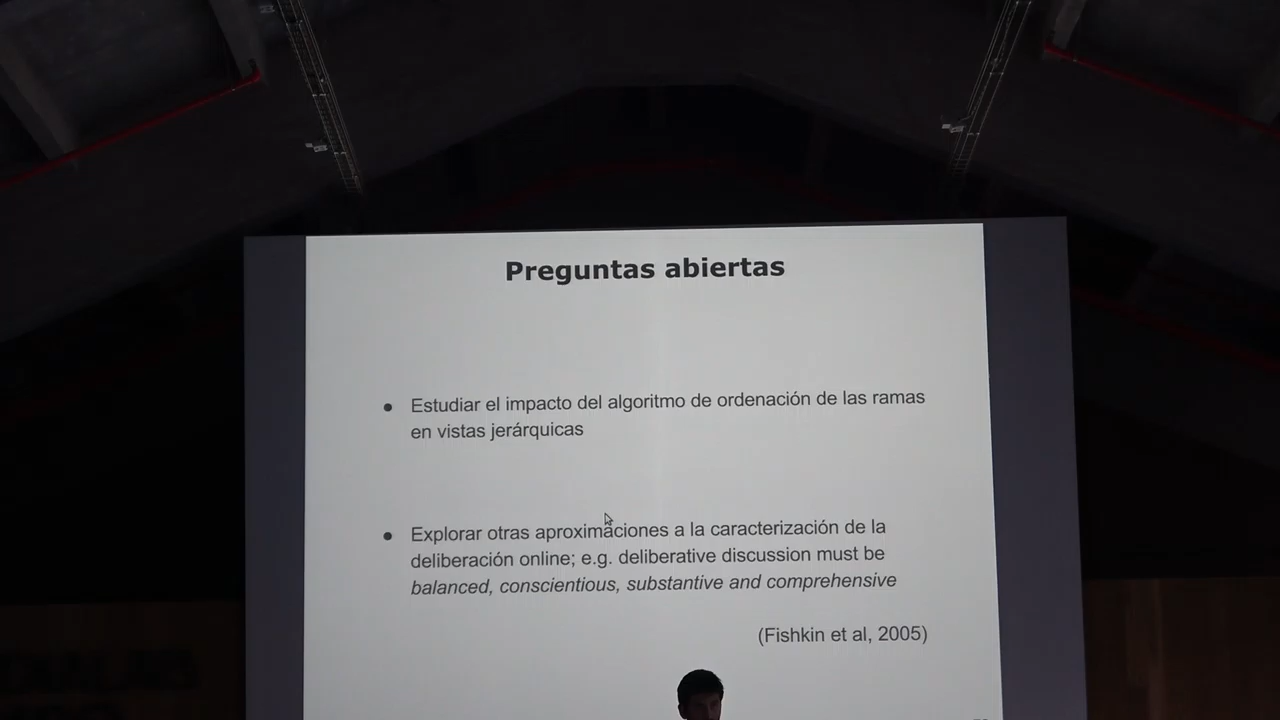 Preguntas abiertas
● Estudiar el impacto del algoritmo de ordenación de las ramas
en vistas jerárquicas
● Explorar otras aproximaciones a la caracterización de la
deliberación online; e.g. deliberative discussion must be
balanced, conscientious, substantive and comprehensive
(Fishkin et al, 2005)